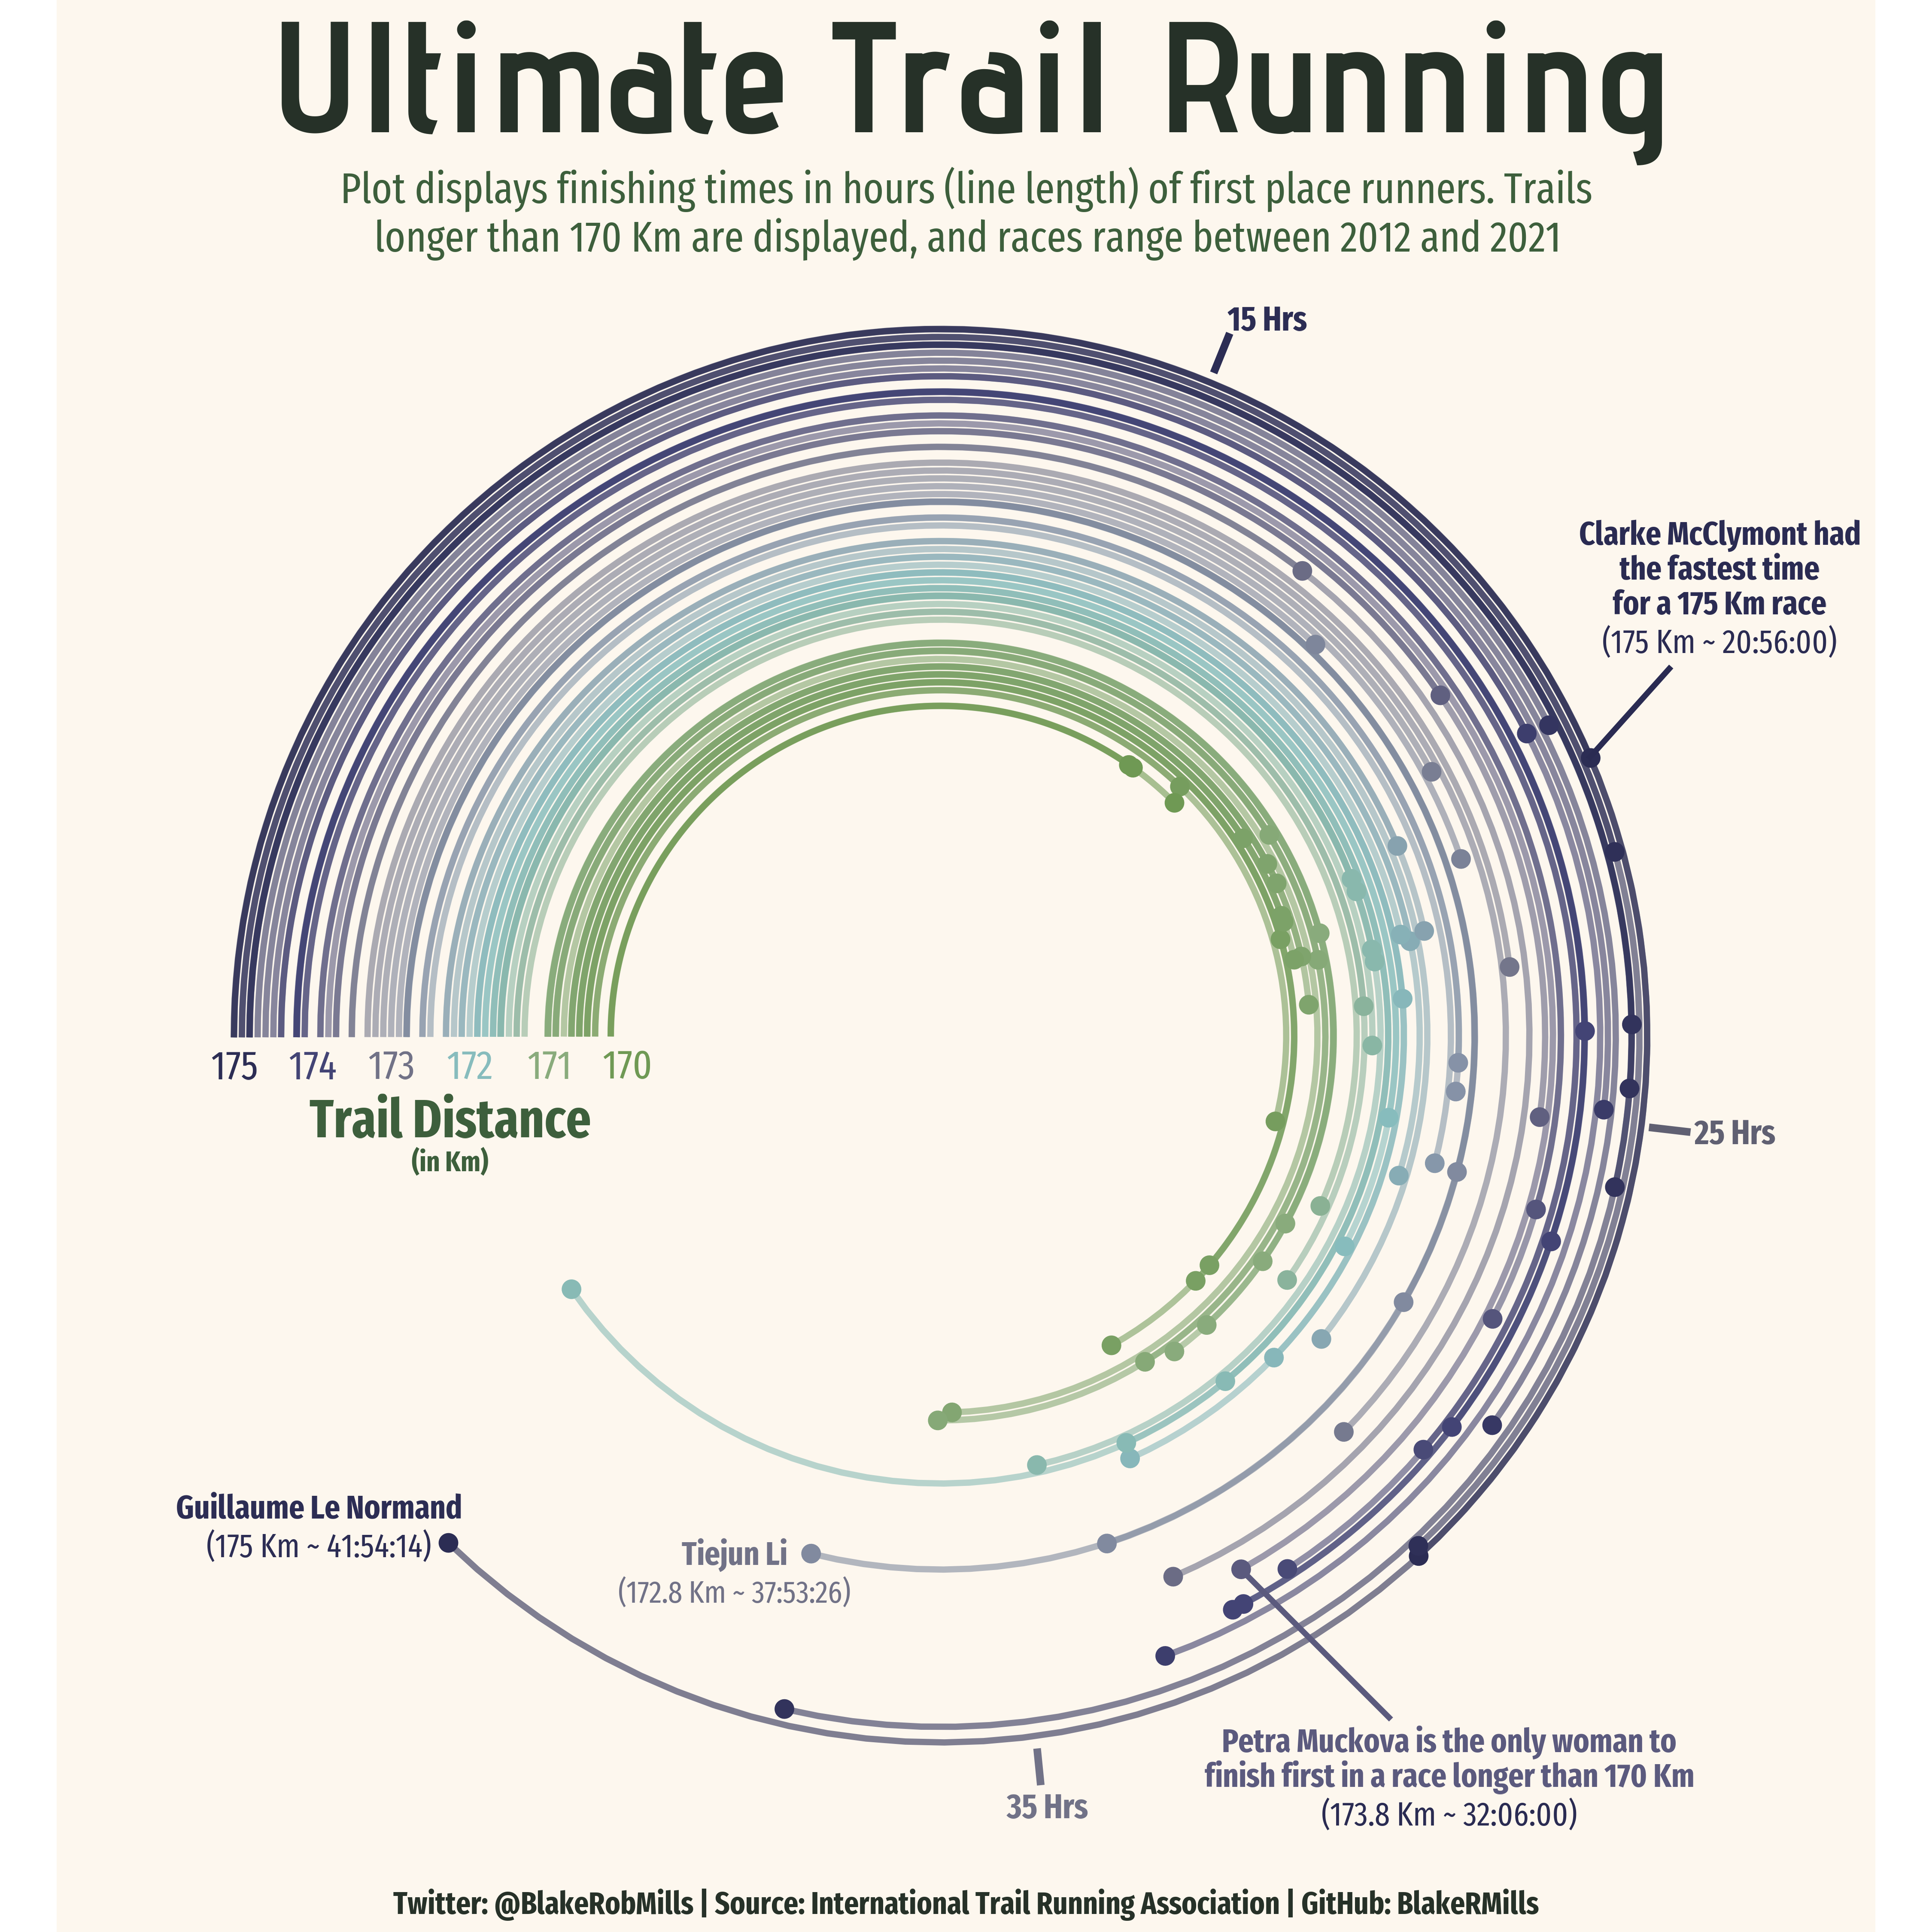 Ultimate Trail Running
Plot displays finishing times in hours (line length) of first place runners. Trails
longer than 170 Km are displayed, and races range between 2012 and 2021
15 Hrs
Clarke McClymont had
the fastest time
for a 175 Km race
(175 Km ~ 20:56:00)
175 174 173 172 171 170
Trail Distance
(in Km)
25 Hrs
Guillaume Le Normand
(175 Km ~ 41:54:14)
Tiejun Li
(172.8 Km ~ 37:53:26)
Petra Muckova is the only woman to
finish first in a race longer than 170 Km
(173.8 Km ~ 32:06:00)
35 Hrs
Twitter: @BlakeRobMills | Source: International Trail Running Association | GitHub: BlakeRMills